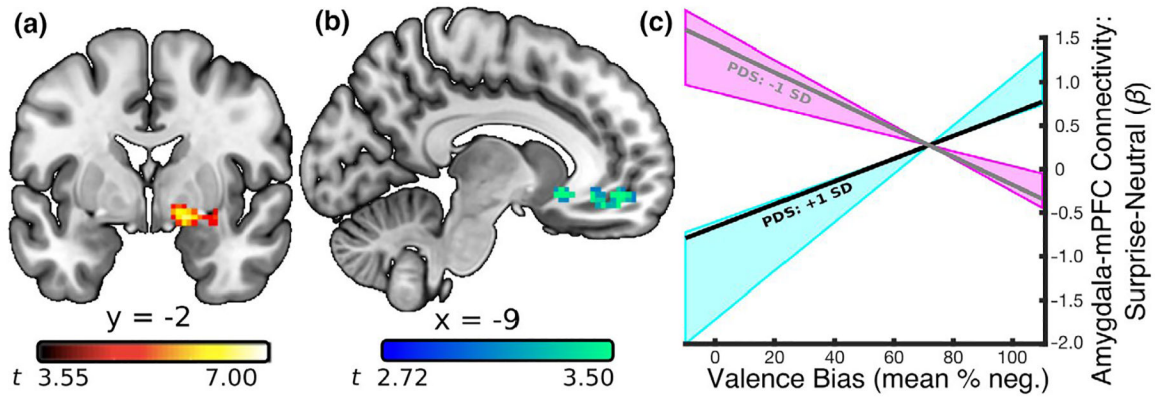 (a)
y = -2
t 3.55 7.00
(b)
x = -9
t 2.72 3.50
(c)
PDS: -1 SD
PDS: +1 SD
1.5
1.0
0.5
0
-0.5
-1.0
-1.5
-2.0
Amygdala-mPFC Connectivity:
Surprise-Neutral (β)
0 20 40 60 80 100
Valence Bias (mean % neg.)